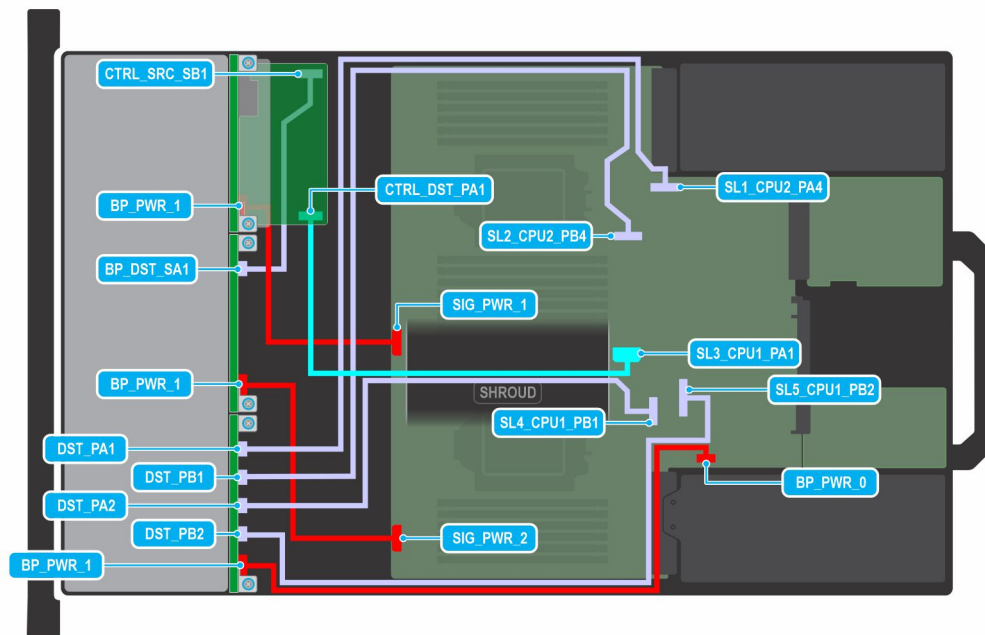 CTRL_SRC_SB1
CTRL_DST_PA1
SL1_CPU2_PA4
BP_PWR_1
SL2_CPU2_PB4
BP_DST_SA1
SIG_PWR_1
SL3_CPU1_PA1
BP_PWR_1
SHROUD
SL5_CPU1_PB2
SL4_CPU1_PB1
DST_PA1
DST_PB1
BP_PWR_0
DST_PA2
DST_PB2
SIG_PWR_2
BP_PWR_1